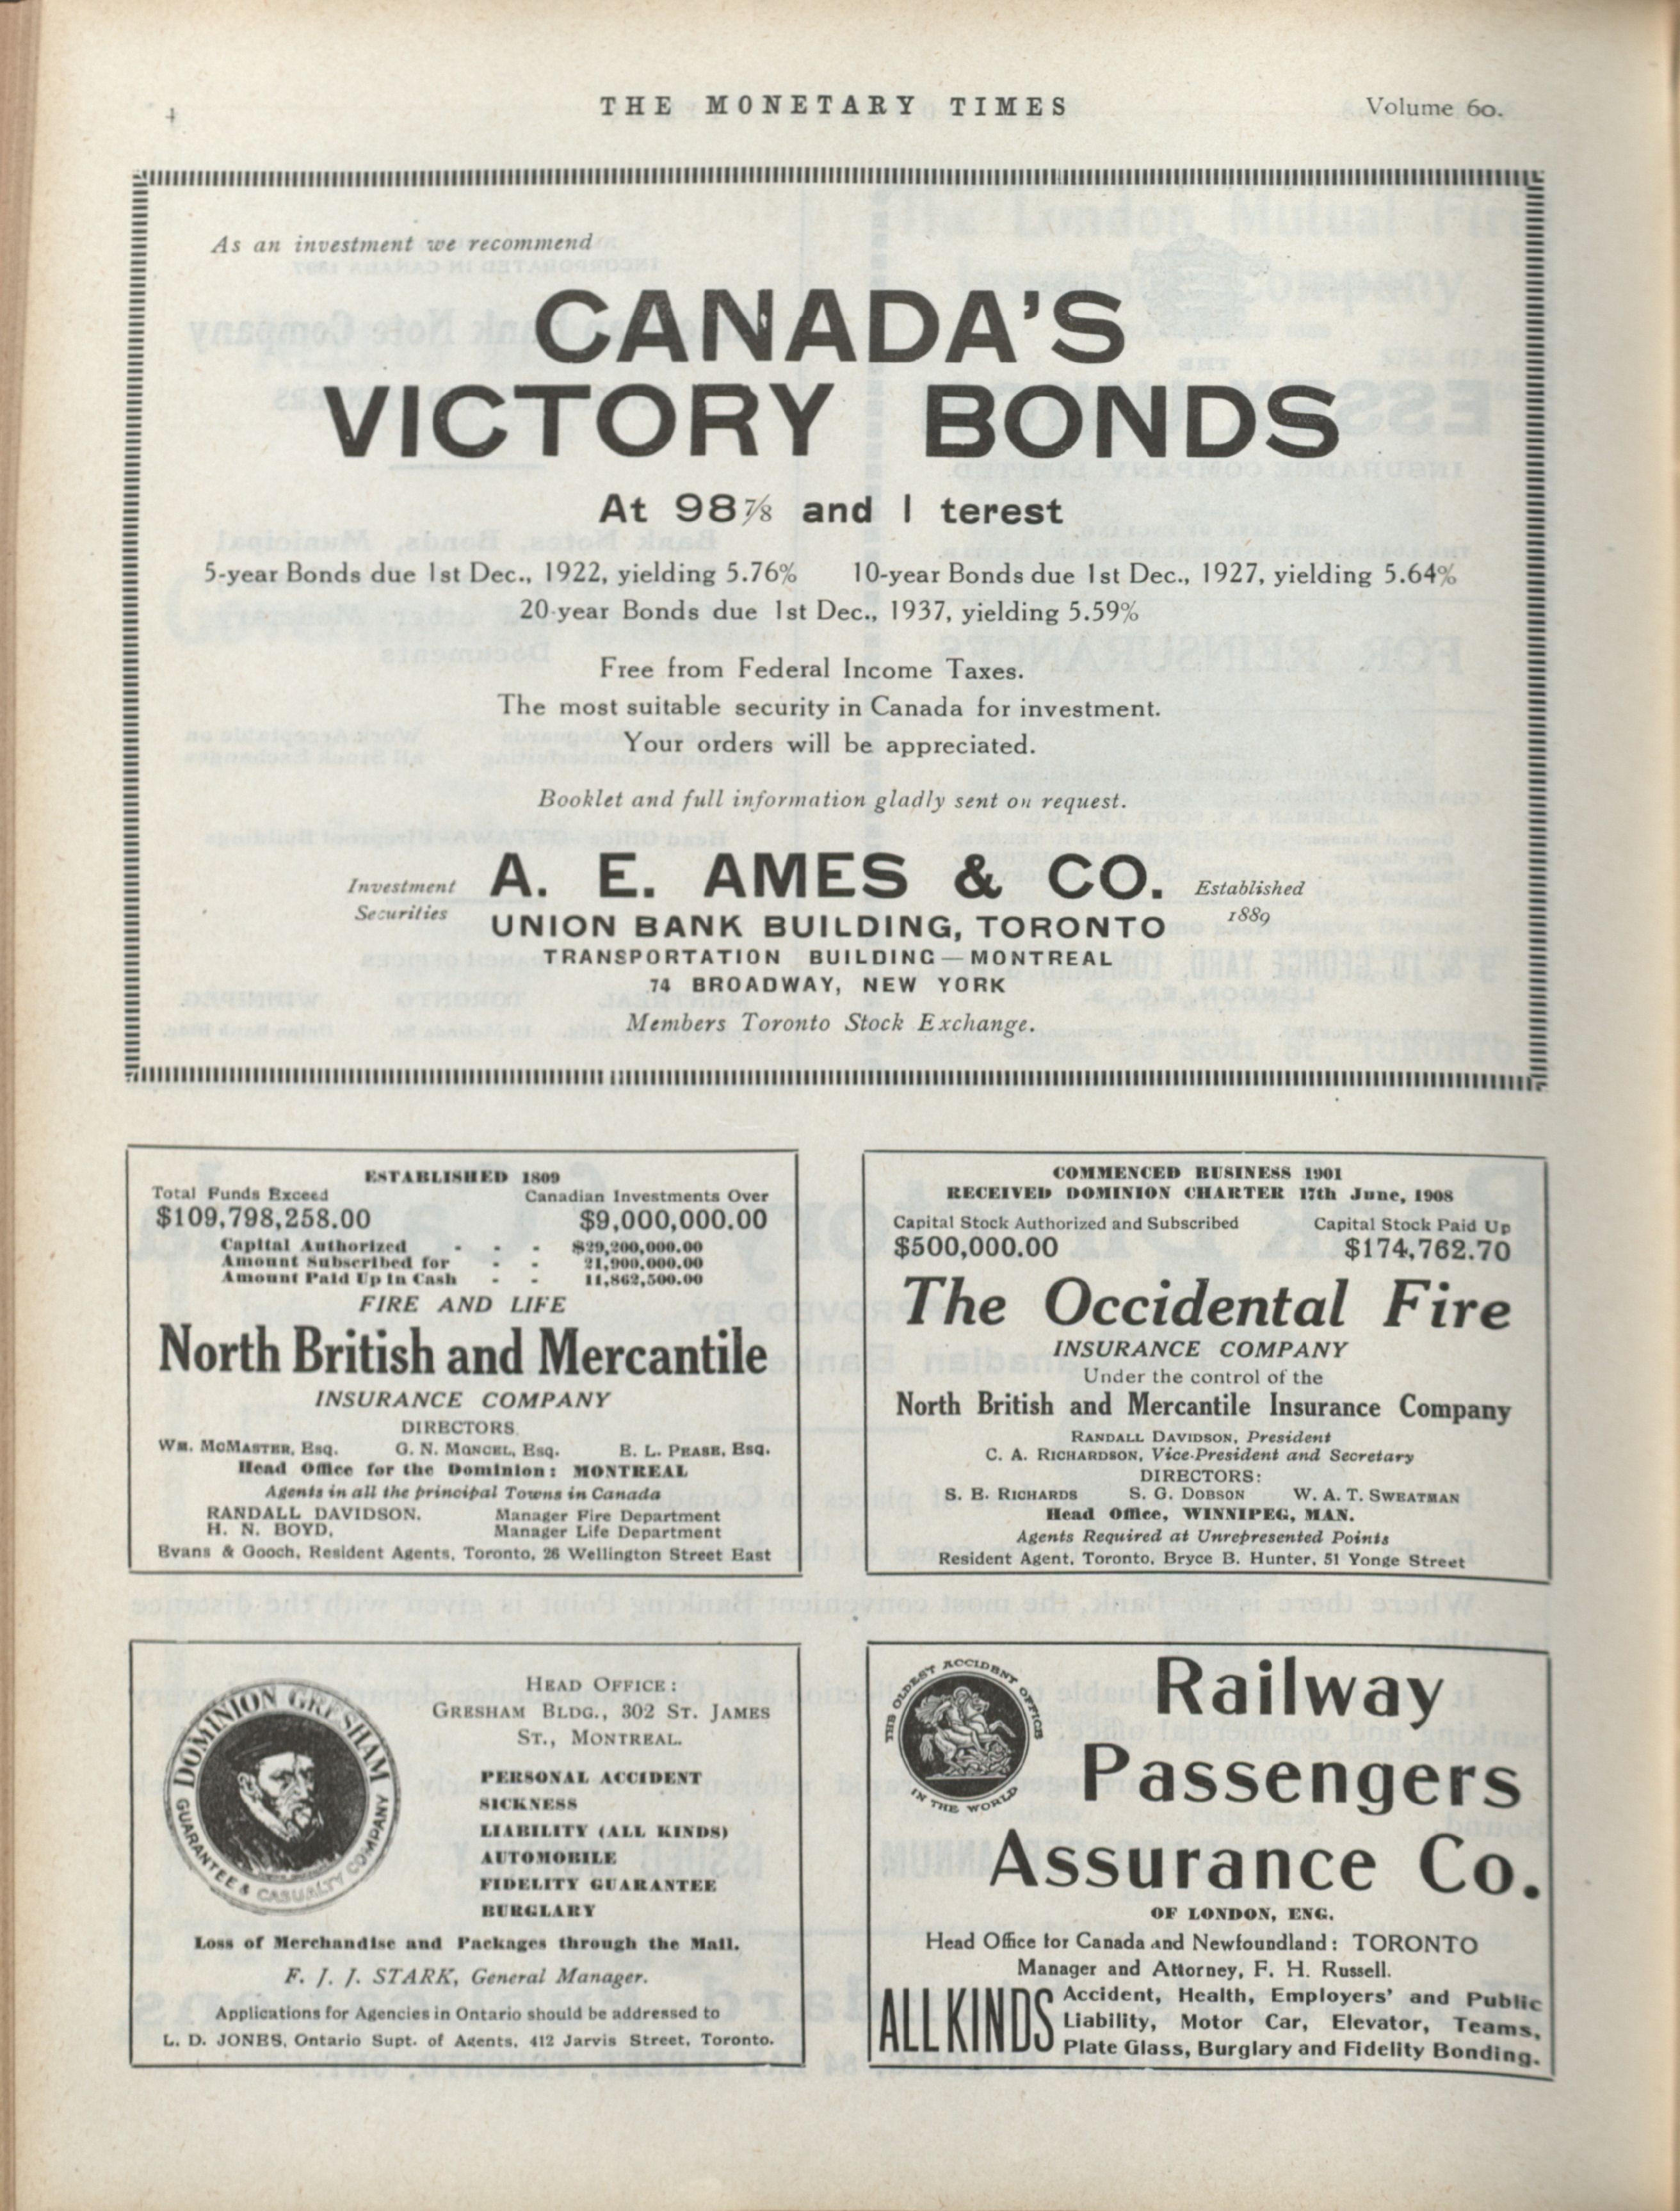 4
THE MONETARY TIMES
Volume 60.
As an investment we recommend
CANADA'S
VICTORY BONDS
At 98⅞ and I terest
5-year Bonds due 1st Dec., 1922, yielding 5.76% 10-year Bonds due 1st Dec., 1927, yielding 5.64%
20-year Bonds due 1st Dec., 1937, yielding 5.59%
Free from Federal Income Taxes.
The most suitable security in Canada for investment.
Your orders will be appreciated.
Booklet and full information gladly sent on request.
Investment
Securities
A. E. AMES & CO.
Established
1889
UNION BANK BUILDING, TORONTO
TRANSPORTATION BUILDING—MONTREAL
74 BROADWAY, NEW YORK
Members Toronto Stock Exchange.
ESTABLISHED 1809
Total Funds Exceed Canadian Investments Over
$109,798,258.00 $9,000,000.00
Capital Authorized - - - $29,200,000.00
Amount Subscribed for - - 21,900,000.00
Amount Paid Up in Cash - - 11,862,500.00
FIRE AND LIFE
North British and Mercantile
INSURANCE COMPANY
DIRECTORS
WM. MCMASTER, Esq. G. N. MONCEL, Esq. E. L. PEASE, Esq.
Head Office for the Dominion: MONTREAL
Agents in all the principal Towns in Canada
RANDALL DAVIDSON, Manager Fire Department
H. N. BOYD, Manager Life Department
Evans & Gooch, Resident Agents, Toronto, 26 Wellington Street East
COMMENCED BUSINESS 1901
RECEIVED DOMINION CHARTER 17th June, 1908
Capital Stock Authorized and Subscribed Capital Stock Paid Up
$500,000.00 $174,762.70
The Occidental Fire
INSURANCE COMPANY
Under the control of the
North British and Mercantile Insurance Company
RANDALL DAVIDSON, President
C. A. RICHARDSON, Vice-President and Secretary
DIRECTORS:
S. E. RICHARDS S. G. DOBSON W. A. T. SWEATMAN
Head Office, WINNIPEG, MAN.
Agents Required at Unrepresented Points
Resident Agent, Toronto, Bryce B. Hunter, 51 Yonge Street
DOMINION GRESHAM
GUARANTEE & CASUALTY COMPANY
HEAD OFFICE:
GRESHAM BLDG., 302 ST. JAMES
ST., MONTREAL.
PERSONAL ACCIDENT
SICKNESS
LIABILITY (ALL KINDS)
AUTOMOBILE
FIDELITY GUARANTEE
BURGLARY
Loss of Merchandise and Packages through the Mail.
F. J. J. STARK, General Manager.
Applications for Agencies in Ontario should be addressed to
L. D. JONES, Ontario Supt. of Agents, 412 Jarvis Street, Toronto.
THE OLDEST ACCIDENT OFFICE
IN THE WORLD
Railway
Passengers
Assurance Co.
OF LONDON, ENG.
Head Office for Canada and Newfoundland: TORONTO
Manager and Attorney, F. H. Russell.
ALL KINDS
Accident, Health, Employers' and Public
Liability, Motor Car, Elevator, Teams,
Plate Glass, Burglary and Fidelity Bonding.